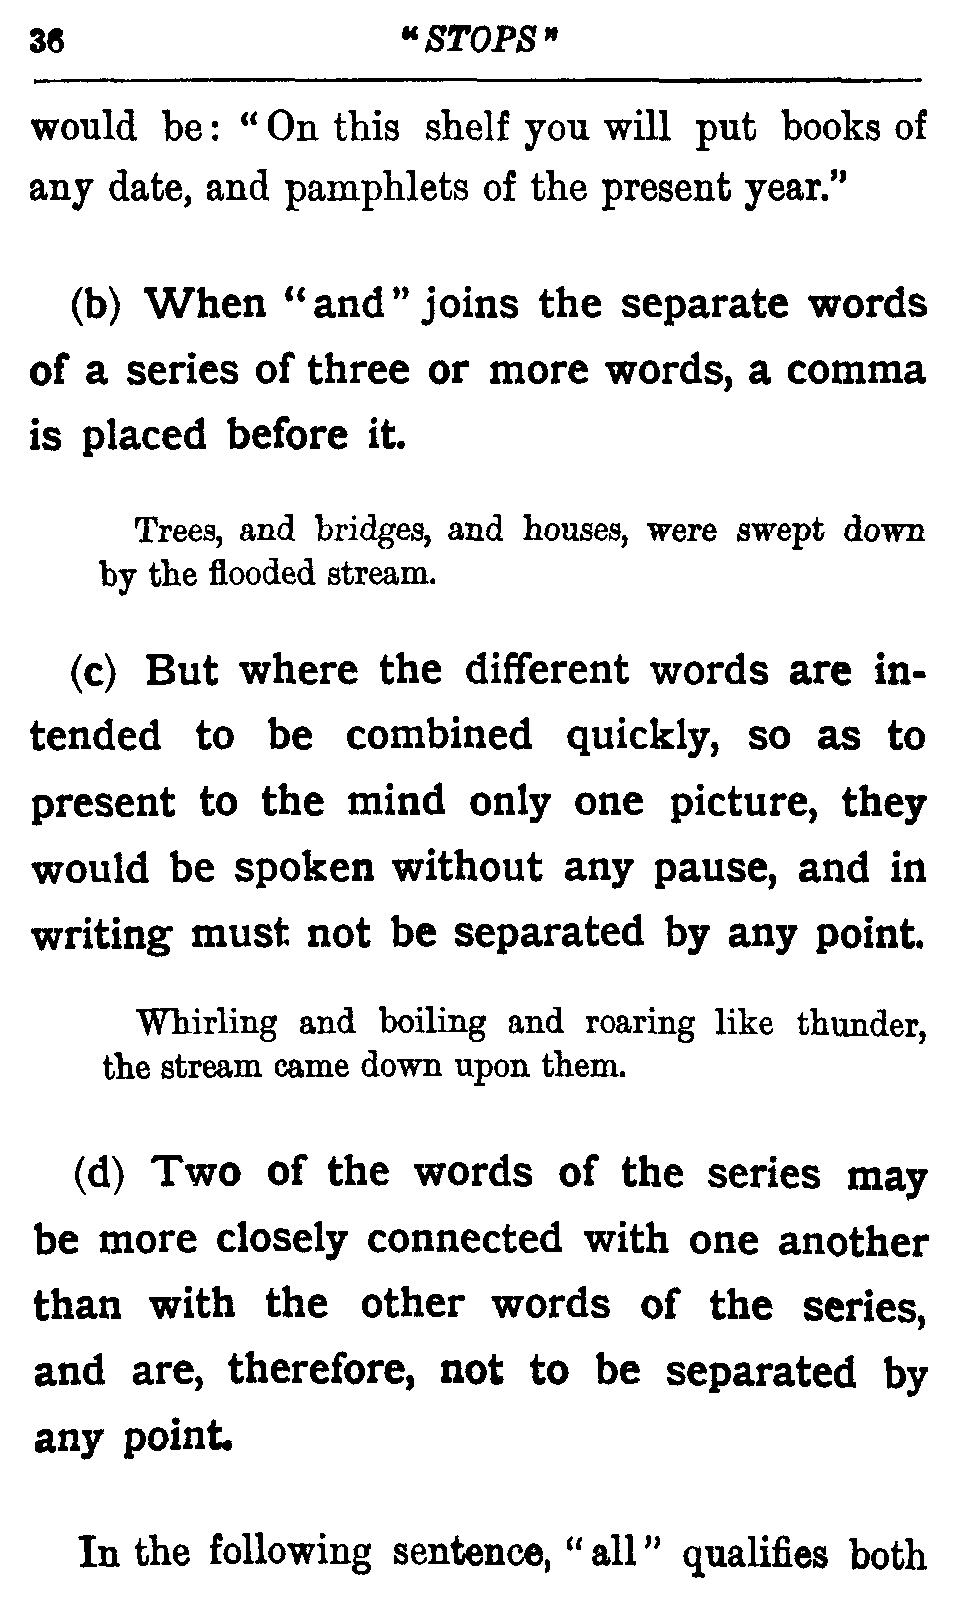 36 "STOPS"
would be: "On this shelf you will put books of
any date, and pamphlets of the present year."
(b) When "and" joins the separate words
of a series of three or more words, a comma
is placed before it.
Trees, and bridges, and houses, were swept down
by the flooded stream.
(c) But where the different words are in-
tended to be combined quickly, so as to
present to the mind only one picture, they
would be spoken without any pause, and in
writing must not be separated by any point.
Whirling and boiling and roaring like thunder,
the stream came down upon them.
(d) Two of the words of the series may
be more closely connected with one another
than with the other words of the series,
and are, therefore, not to be separated by
any point.
In the following sentence, "all" qualifies both